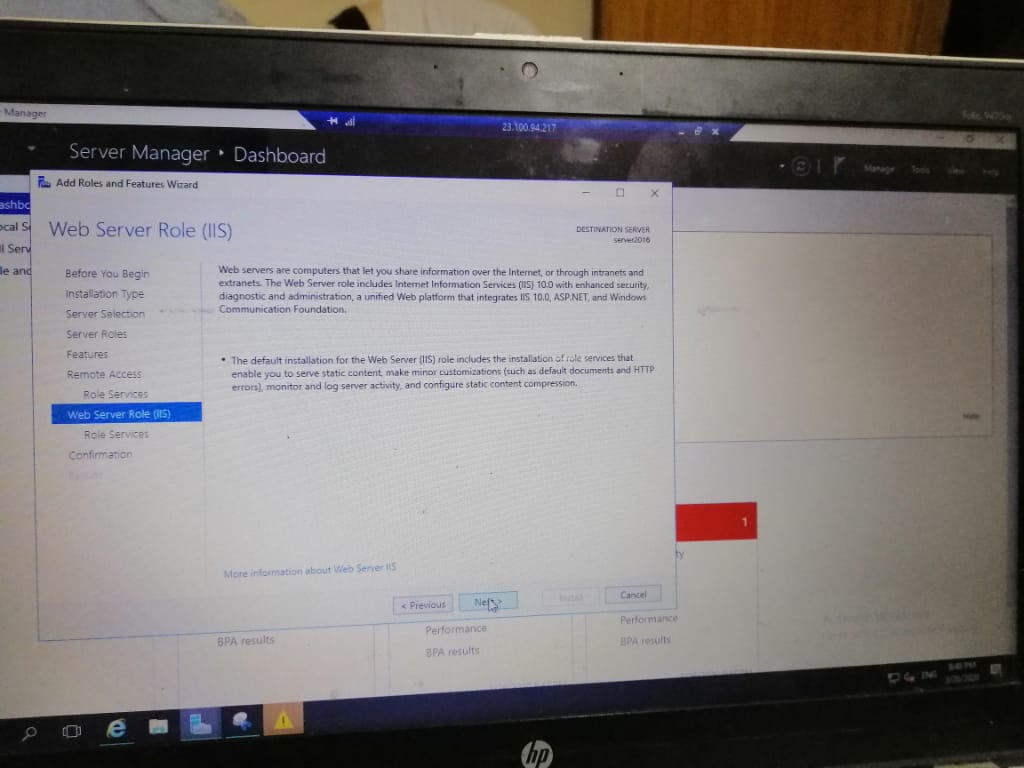 Manager
23.100.94.217
Server Manager ‣ Dashboard
Manage
Tools
View
Help
Add Roles and Features Wizard
Web Server Role (IIS)
DESTINATION SERVER
server2016
Before You Begin
Installation Type
Server Selection
Server Roles
Features
Remote Access
Role Services
Web Server Role (IIS)
Role Services
Confirmation
Results
Web servers are computers that let you share information over the Internet, or through intranets and
extranets. The Web Server role includes Internet Information Services (IIS) 10.0 with enhanced security,
diagnostic and administration, a unified Web platform that integrates IIS 10.0, ASP.NET, and Windows
Communication Foundation.
• The default installation for the Web Server (IIS) role includes the installation of role services that
enable you to serve static content, make minor customizations (such as default documents and HTTP
errors), monitor and log server activity, and configure static content compression.
More information about Web Server IIS
< Previous
Next >
Install
Cancel
Hide
1
BPA results
Performance
BPA results
Performance
BPA results
ENG
8:48 PM
hp